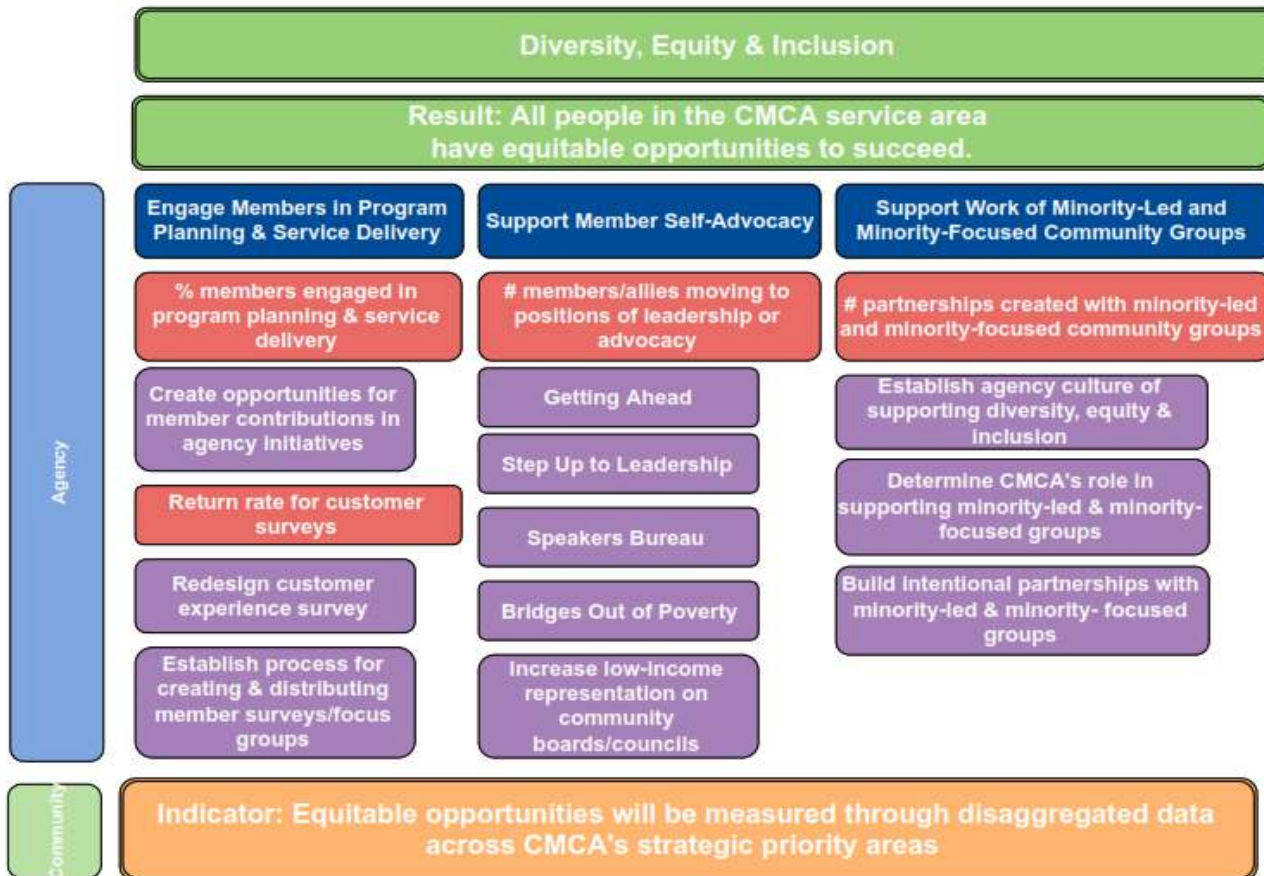 Diversity, Equity & Inclusion
Result: All people in the CMCA service area
have equitable opportunities to succeed.
Agency
Engage Members in Program
Planning & Service Delivery
% members engaged in
program planning & service
delivery
Create opportunities for
member contributions in
agency initiatives
Return rate for customer
surveys
Redesign customer
experience survey
Establish process for
creating & distributing
member surveys/focus
groups
Support Member Self-Advocacy
# members/allies moving to
positions of leadership or
advocacy
Getting Ahead
Step Up to Leadership
Speakers Bureau
Bridges Out of Poverty
Increase low-income
representation on
community
boards/councils
Support Work of Minority-Led and
Minority-Focused Community Groups
# partnerships created with minority-led
and minority-focused community groups
Establish agency culture of
supporting diversity, equity &
inclusion
Determine CMCA's role in
supporting minority-led & minority-
focused groups
Build intentional partnerships with
minority-led & minority- focused
groups
Community
Indicator: Equitable opportunities will be measured through disaggregated data
across CMCA's strategic priority areas